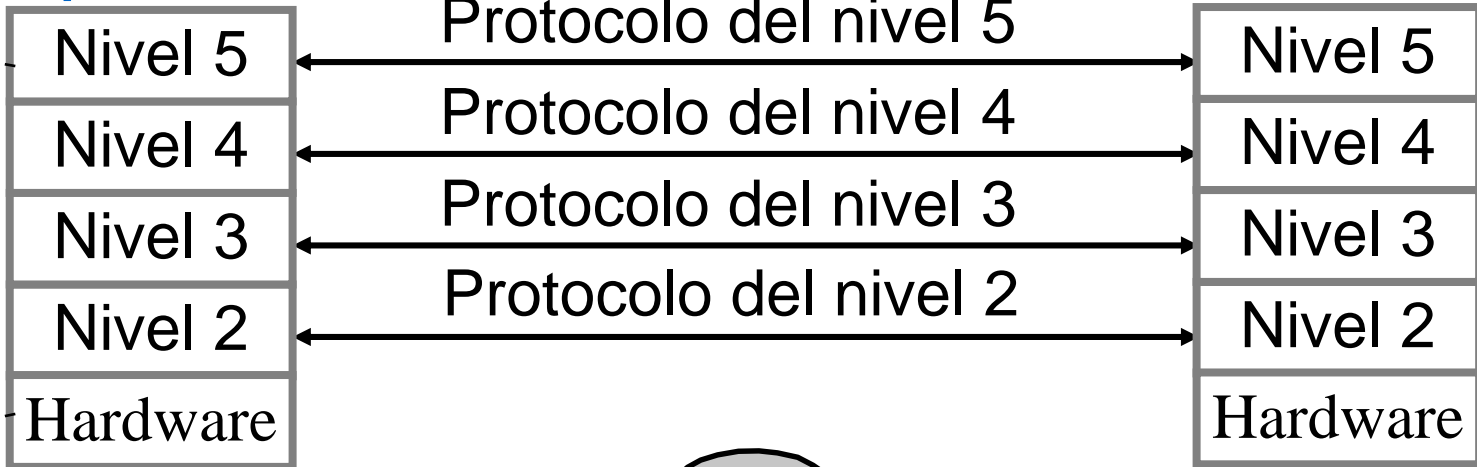 Protocolo del nivel 5
Nivel 5
Nivel 5
Protocolo del nivel 4
Nivel 4
Nivel 4
Protocolo del nivel 3
Nivel 3
Nivel 3
Protocolo del nivel 2
Nivel 2
Nivel 2
Hardware
Hardware